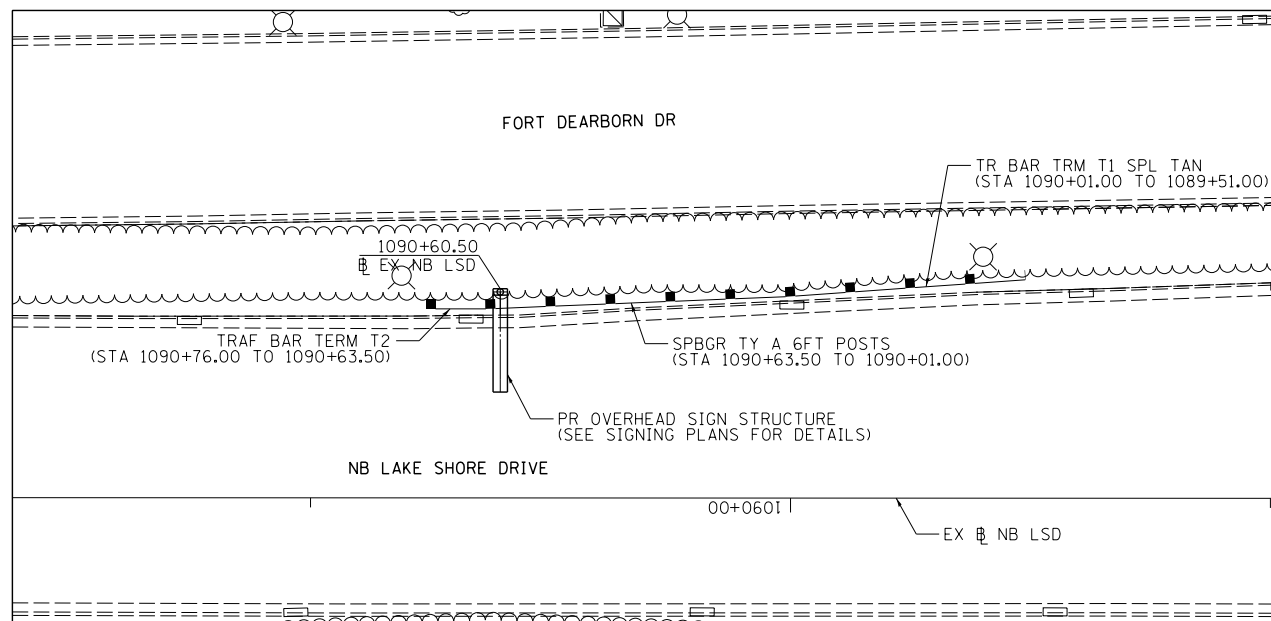 FORT DEARBORN DR
TR BAR TRM T1 SPL TAN
(STA 1090+01.00 TO 1089+51.00)
1090+60.50
℄ EX NB LSD
TRAF BAR TERM T2
(STA 1090+76.00 TO 1090+63.50)
SPBGR TY A 6FT POSTS
(STA 1090+63.50 TO 1090+01.00)
PR OVERHEAD SIGN STRUCTURE
(SEE SIGNING PLANS FOR DETAILS)
NB LAKE SHORE DRIVE
1090+00
EX ℄ NB LSD